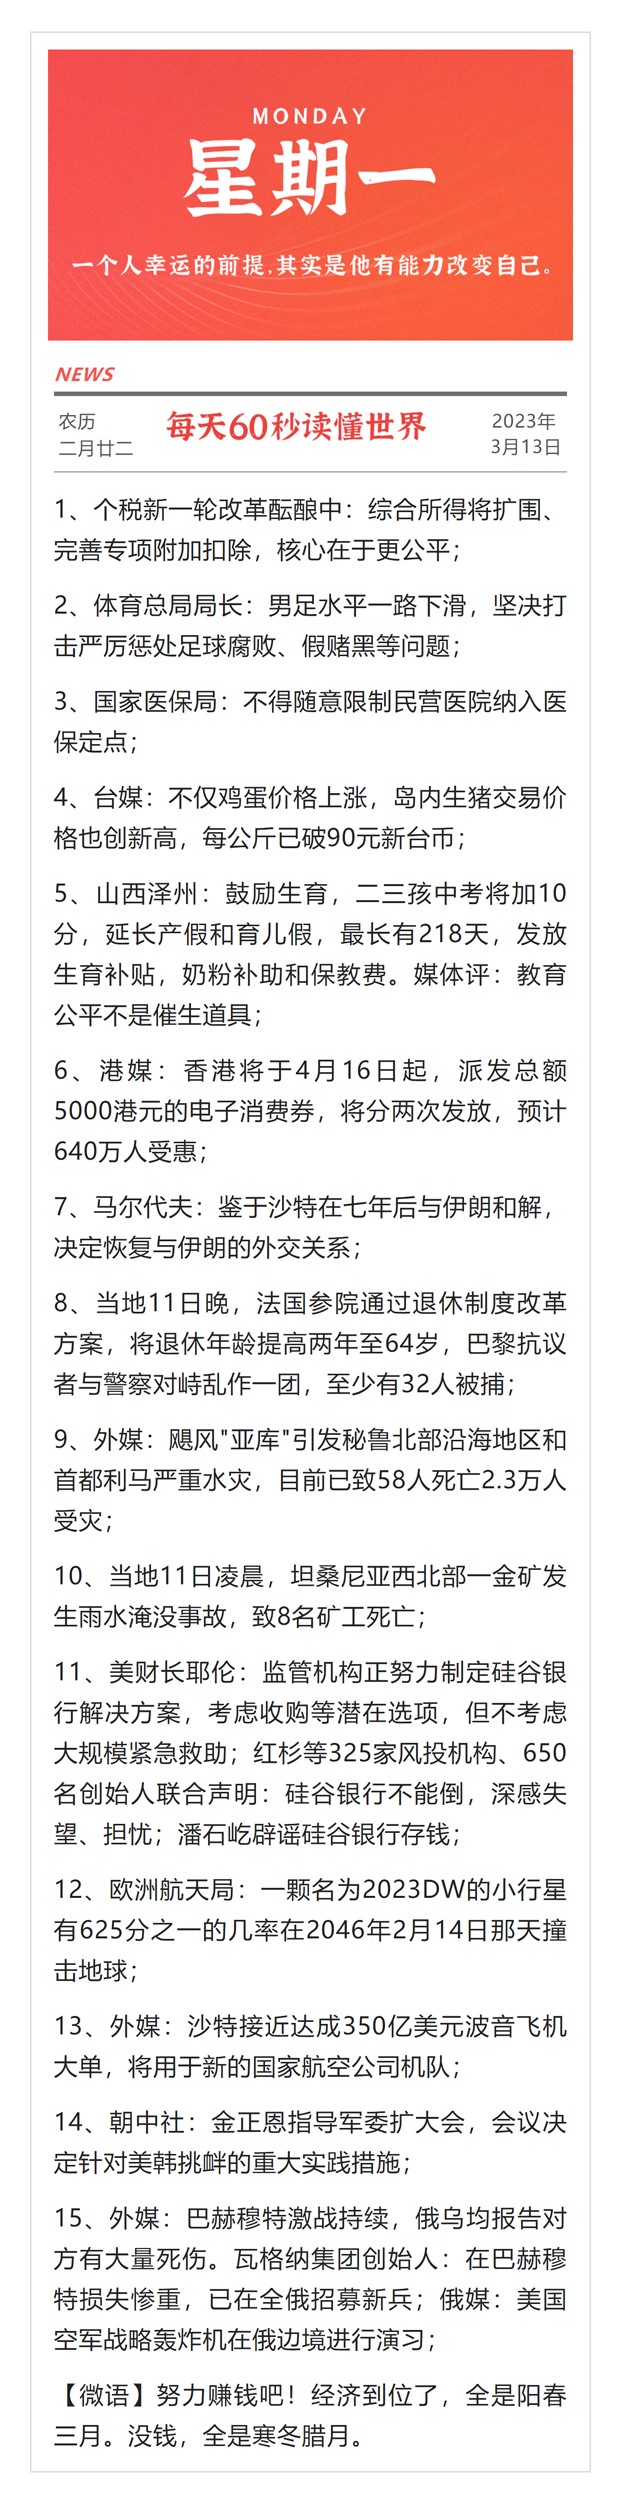 MONDAY
星期一
一个人幸运的前提,其实是他有能力改变自己。
NEWS
农历
二月廿二
每天60秒读懂世界
2023年
3月13日
1、个税新一轮改革酝酿中：综合所得将扩围、
完善专项附加扣除，核心在于更公平；
2、体育总局局长：男足水平一路下滑，坚决打
击严厉惩处足球腐败、假赌黑等问题；
3、国家医保局：不得随意限制民营医院纳入医
保定点；
4、台媒：不仅鸡蛋价格上涨，岛内生猪交易价
格也创新高，每公斤已破90元新台币；
5、山西泽州：鼓励生育，二三孩中考将加10
分，延长产假和育儿假，最长有218天，发放
生育补贴，奶粉补助和保教费。媒体评：教育
公平不是催生道具；
6、港媒：香港将于4月16日起，派发总额
5000港元的电子消费券，将分两次发放，预计
640万人受惠；
7、马尔代夫：鉴于沙特在七年后与伊朗和解，
决定恢复与伊朗的外交关系；
8、当地11日晚，法国参院通过退休制度改革
方案，将退休年龄提高两年至64岁，巴黎抗议
者与警察对峙乱作一团，至少有32人被捕；
9、外媒：飓风"亚库"引发秘鲁北部沿海地区和
首都利马严重水灾，目前已致58人死亡2.3万人
受灾；
10、当地11日凌晨，坦桑尼亚西北部一金矿发
生雨水淹没事故，致8名矿工死亡；
11、美财长耶伦：监管机构正努力制定硅谷银
行解决方案，考虑收购等潜在选项，但不考虑
大规模紧急救助；红杉等325家风投机构、650
名创始人联合声明：硅谷银行不能倒，深感失
望、担忧；潘石屹辟谣硅谷银行存钱；
12、欧洲航天局：一颗名为2023DW的小行星
有625分之一的几率在2046年2月14日那天撞
击地球；
13、外媒：沙特接近达成350亿美元波音飞机
大单，将用于新的国家航空公司机队；
14、朝中社：金正恩指导军委扩大会，会议决
定针对美韩挑衅的重大实践措施；
15、外媒：巴赫穆特激战持续，俄乌均报告对
方有大量死伤。瓦格纳集团创始人：在巴赫穆
特损失惨重，已在全俄招募新兵；俄媒：美国
空军战略轰炸机在俄边境进行演习；
【微语】努力赚钱吧！经济到位了，全是阳春
三月。没钱，全是寒冬腊月。